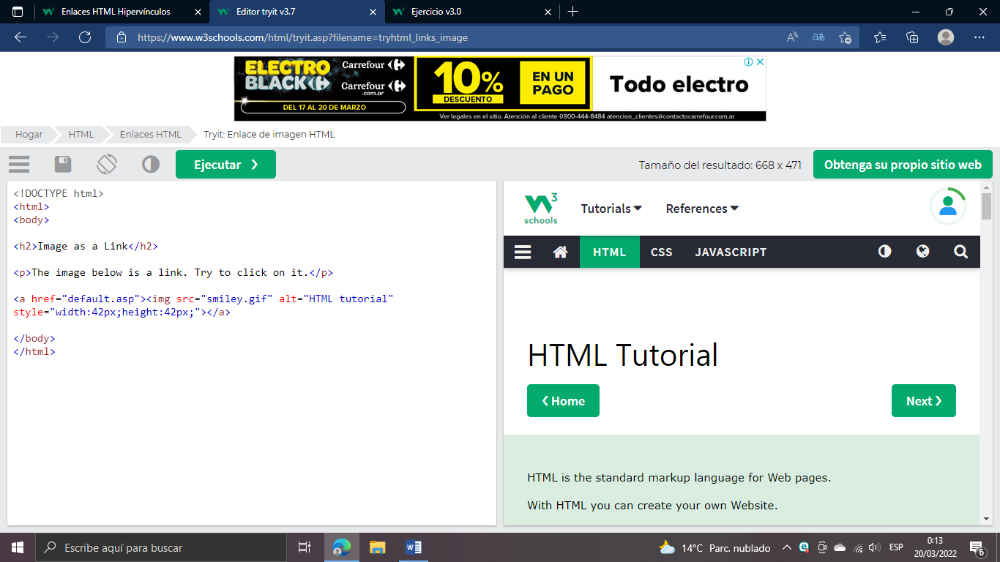 Enlaces HTML Hipervínculos
Editor tryit v3.7
Ejercicio v3.0
https://www.w3schools.com/html/tryit.asp?filename=tryhtml_links_image
ELECTRO
BLACK
Carrefour
Carrefour
.com.ar
DEL 17 AL 20 DE MARZO
10%
DESCUENTO
EN UN
PAGO
Todo electro
Ver legales en el sitio. Atención al cliente 0800-444-8484 atencion_clientes@contactocarrefour.com.ar
Hogar
HTML
Enlaces HTML
Tryit: Enlace de imagen HTML
Ejecutar ❯
Tamaño del resultado: 668 x 471
Obtenga su propio sitio web
<!DOCTYPE html>
<html>
<body>
<h2>Image as a Link</h2>
<p>The image below is a link. Try to click on it.</p>
<a href="default.asp"><img src="smiley.gif" alt="HTML tutorial"
style="width:42px;height:42px;"></a>
</body>
</html>
W3
schools
Tutorials
References
HTML
CSS
JAVASCRIPT
HTML Tutorial
❮ Home
Next ❯
HTML is the standard markup language for Web pages.
With HTML you can create your own Website.
Escribe aquí para buscar
14°C Parc. nublado
ESP
0:13
20/03/2022
6